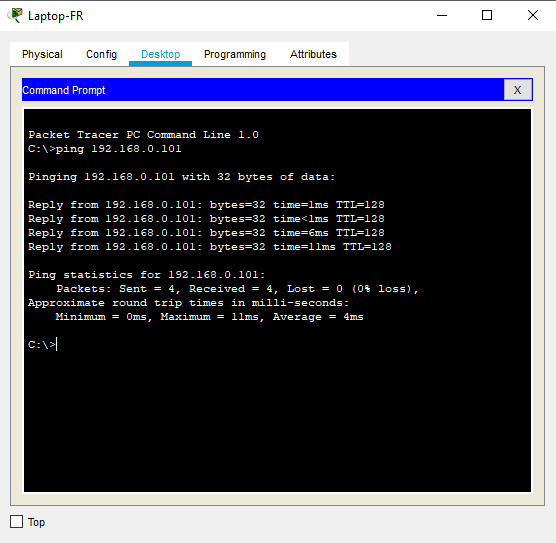 Laptop-FR
Physical Config Desktop Programming Attributes
Command Prompt X
Packet Tracer PC Command Line 1.0
C:\>ping 192.168.0.101
Pinging 192.168.0.101 with 32 bytes of data:
Reply from 192.168.0.101: bytes=32 time=1ms TTL=128
Reply from 192.168.0.101: bytes=32 time<1ms TTL=128
Reply from 192.168.0.101: bytes=32 time=6ms TTL=128
Reply from 192.168.0.101: bytes=32 time=11ms TTL=128
Ping statistics for 192.168.0.101:
Packets: Sent = 4, Received = 4, Lost = 0 (0% loss),
Approximate round trip times in milli-seconds:
Minimum = 0ms, Maximum = 11ms, Average = 4ms
C:\>
Top